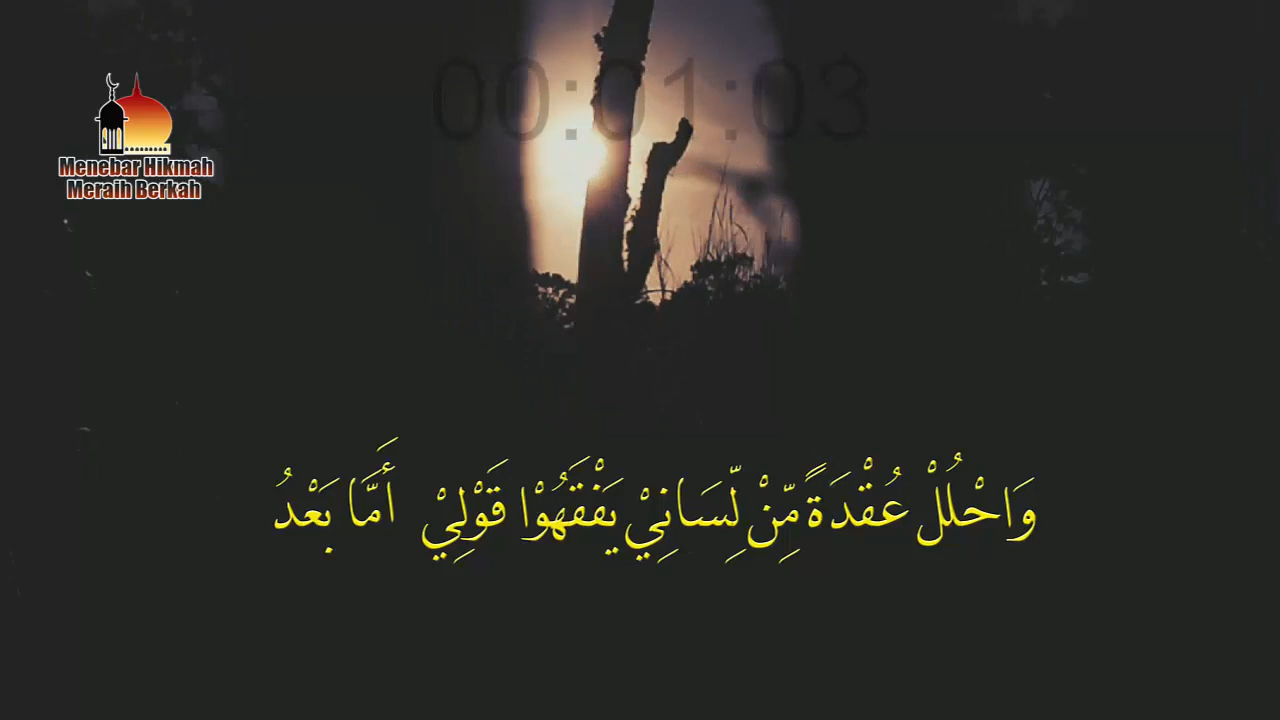 00:01:03
Menebar Hikmah
Meraih Berkah
وَاحْلُلْ عُقْدَةً مِّنْ لِّسَانِيْ يَفْقَهُوْا قَوْلِيْ أَمَّا بَعْدُ